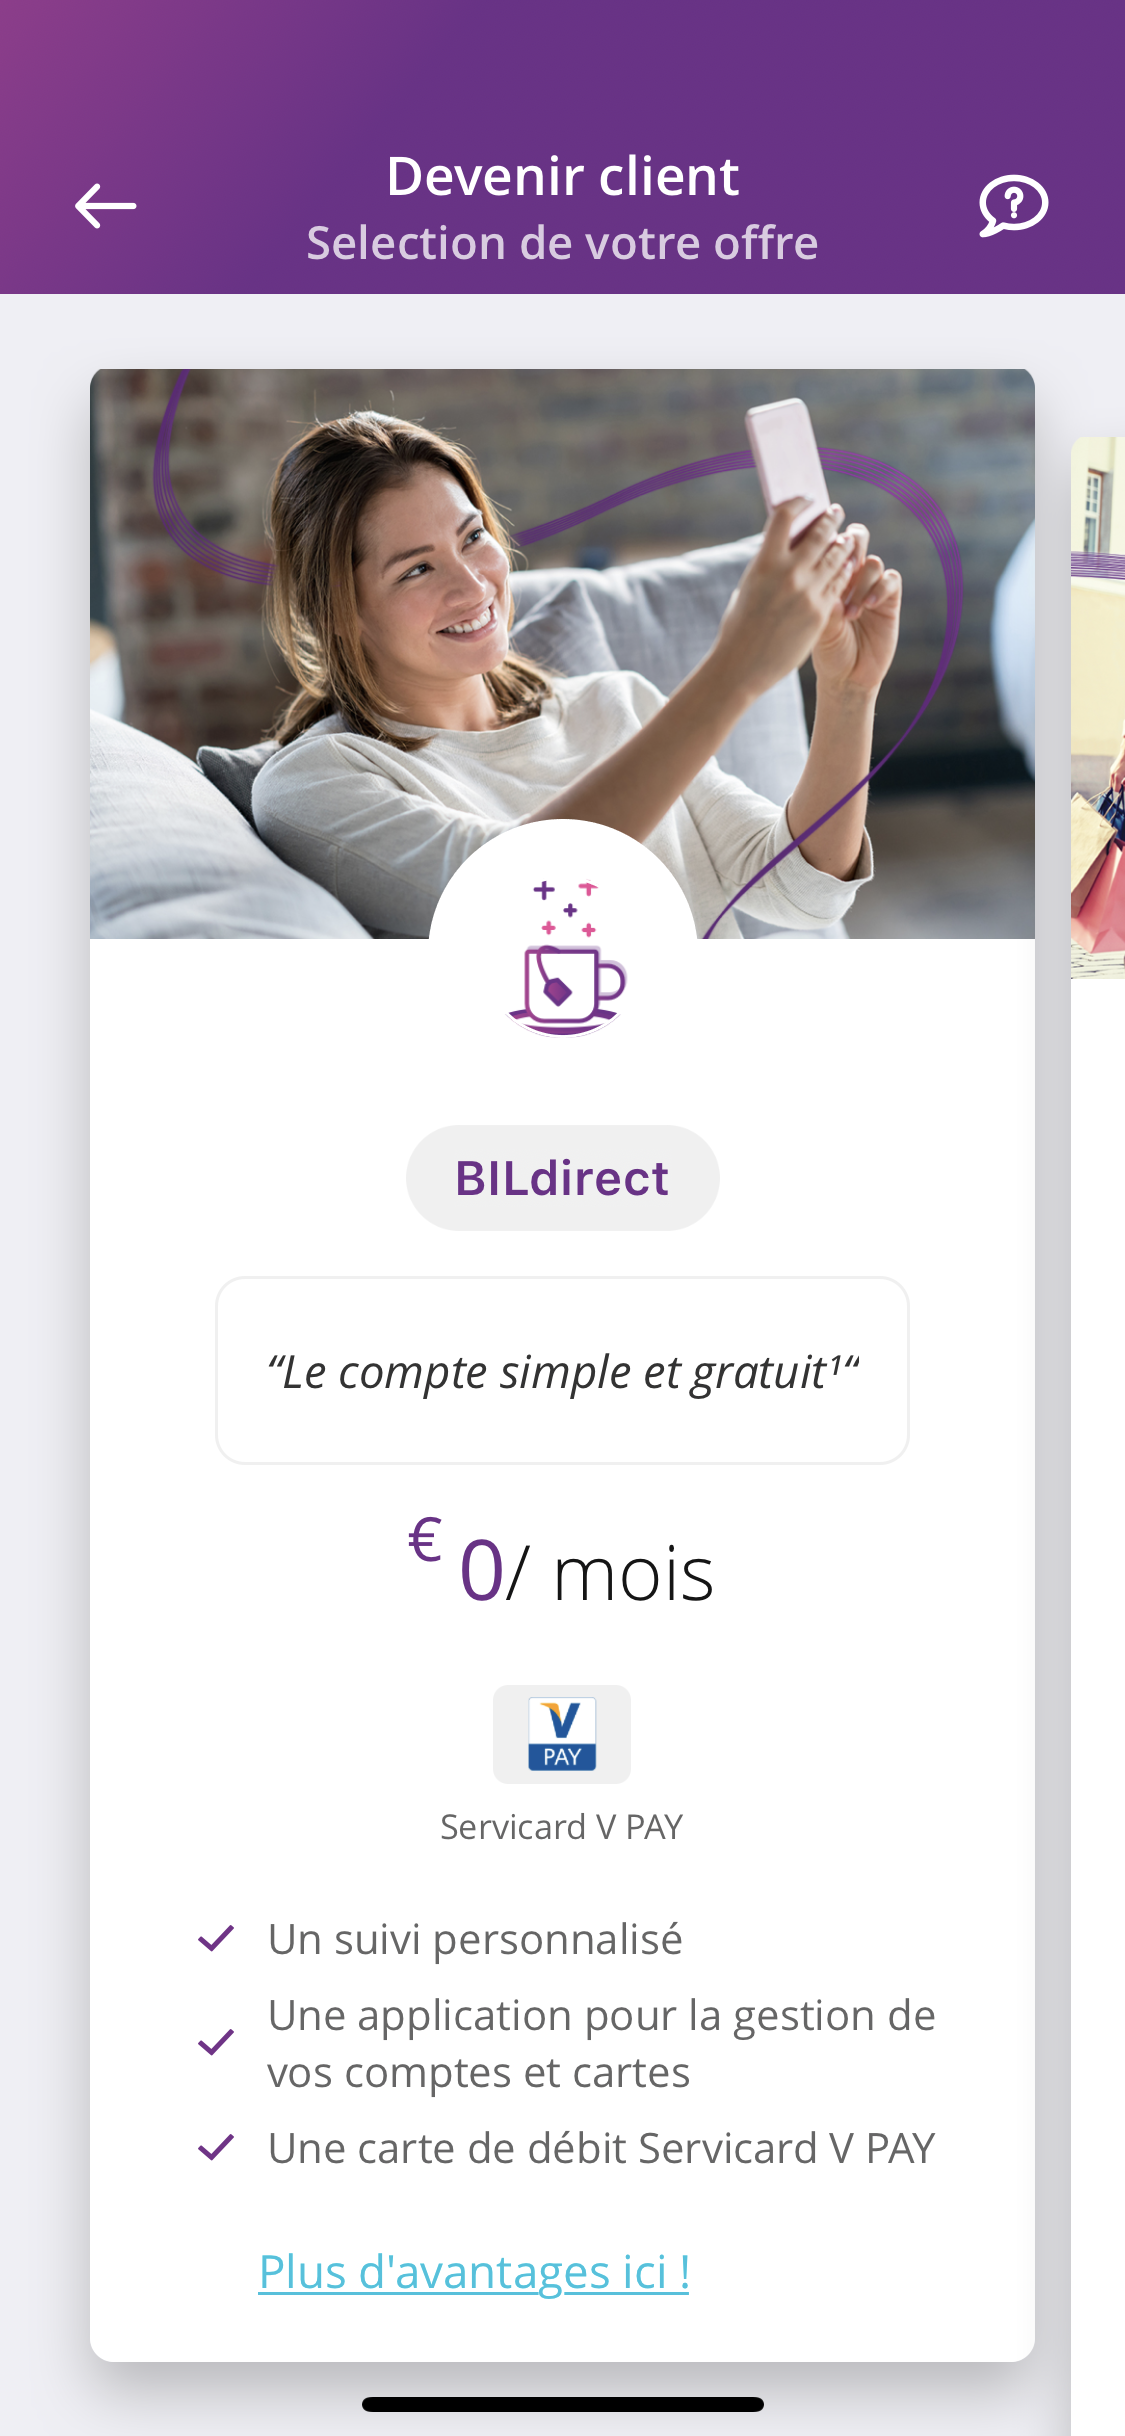 Devenir client
Selection de votre offre
BILdirect
“Le compte simple et gratuit¹“
€ 0/ mois
V
PAY
Servicard V PAY
Un suivi personnalisé
Une application pour la gestion de
vos comptes et cartes
Une carte de débit Servicard V PAY
Plus d'avantages ici !